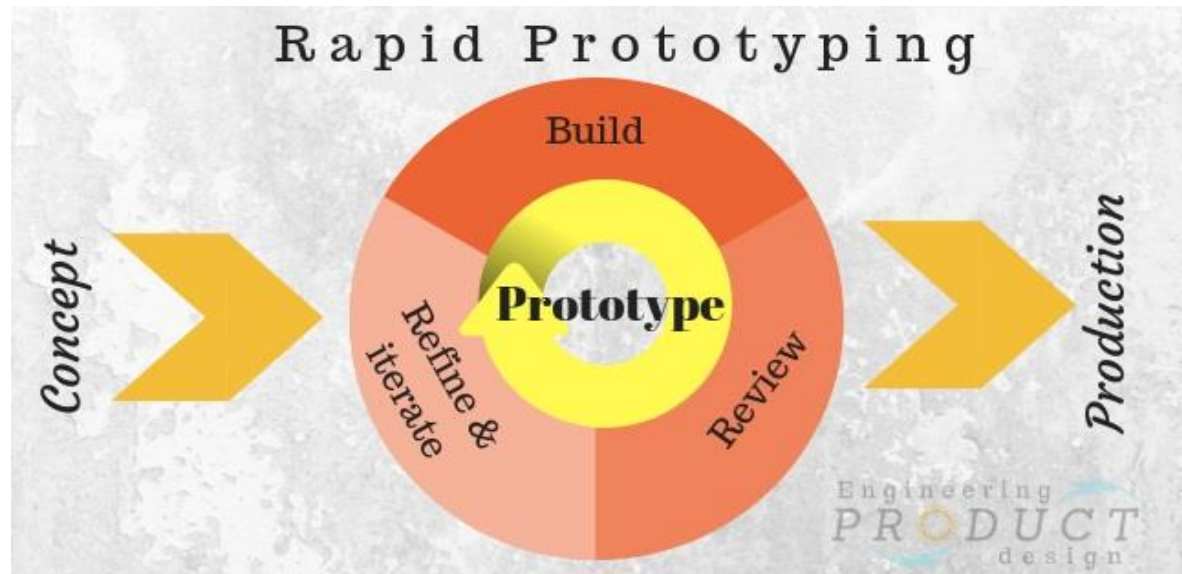 Rapid Prototyping
Build
Concept
Prototype
Refine &
iterate
Review
Production
Engineering
PRODUCT
design